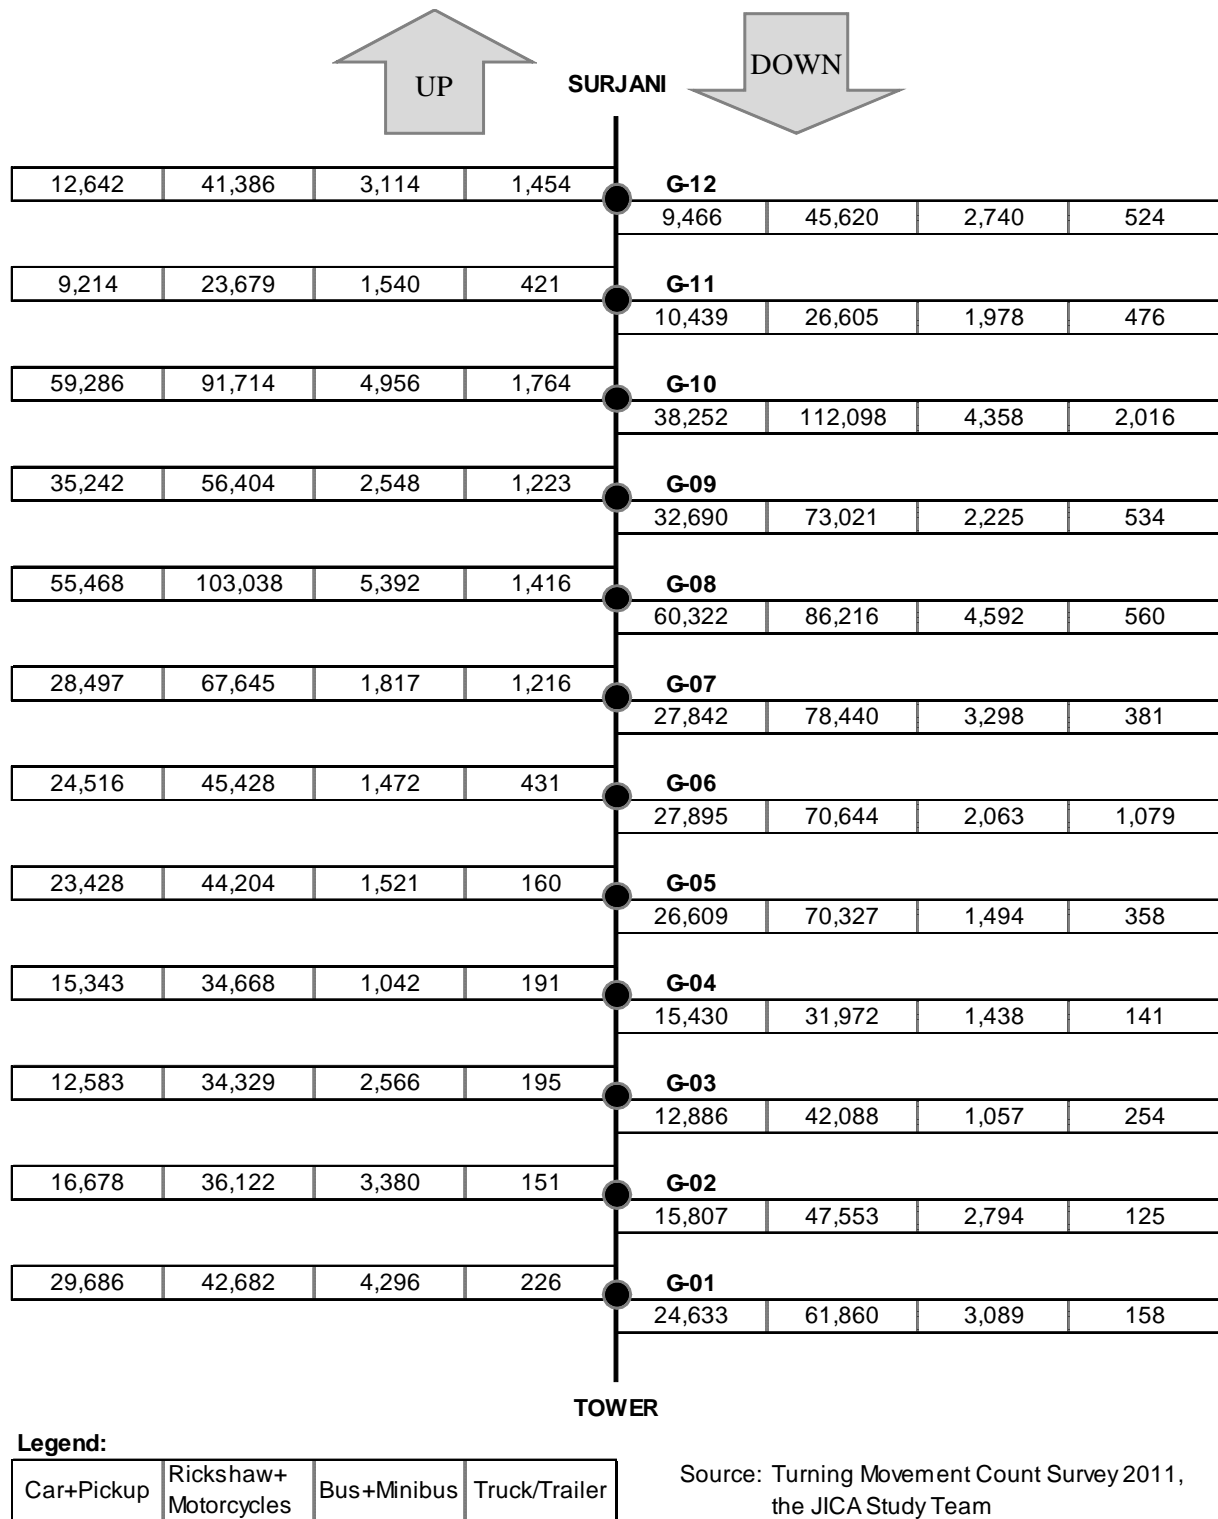 UP
SURJANI
DOWN
12,642 41,386 3,114 1,454
G-12
9,466 45,620 2,740 524
9,214 23,679 1,540 421
G-11
10,439 26,605 1,978 476
59,286 91,714 4,956 1,764
G-10
38,252 112,098 4,358 2,016
35,242 56,404 2,548 1,223
G-09
32,690 73,021 2,225 534
55,468 103,038 5,392 1,416
G-08
60,322 86,216 4,592 560
28,497 67,645 1,817 1,216
G-07
27,842 78,440 3,298 381
24,516 45,428 1,472 431
G-06
27,895 70,644 2,063 1,079
23,428 44,204 1,521 160
G-05
26,609 70,327 1,494 358
15,343 34,668 1,042 191
G-04
15,430 31,972 1,438 141
12,583 34,329 2,566 195
G-03
12,886 42,088 1,057 254
16,678 36,122 3,380 151
G-02
15,807 47,553 2,794 125
29,686 42,682 4,296 226
G-01
24,633 61,860 3,089 158
TOWER
Legend:
Car+Pickup
Rickshaw+
Motorcycles
Bus+Minibus
Truck/Trailer
Source: Turning Movement Count Survey 2011,
the JICA Study Team